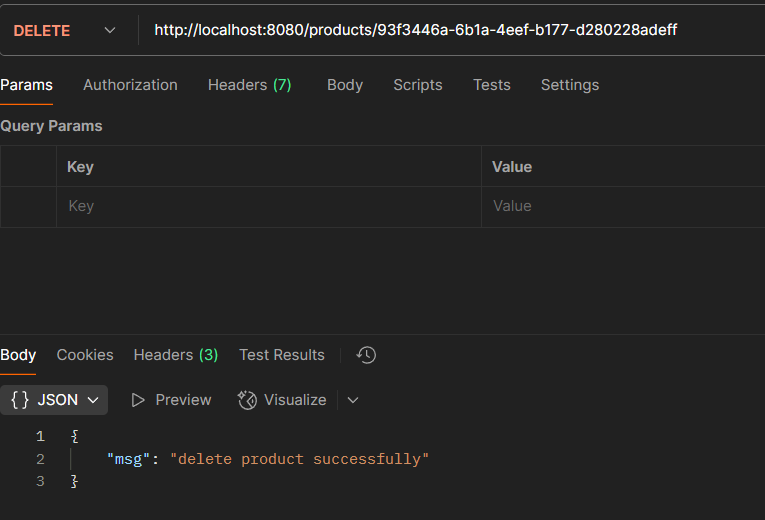 DELETE http://localhost:8080/products/93f3446a-6b1a-4eef-b177-d280228adeff
Params Authorization Headers (7) Body Scripts Tests Settings
Query Params
Key Value
Key Value
Body Cookies Headers (3) Test Results
{ } JSON Preview Visualize
1 {
2 "msg": "delete product successfully"
3 }